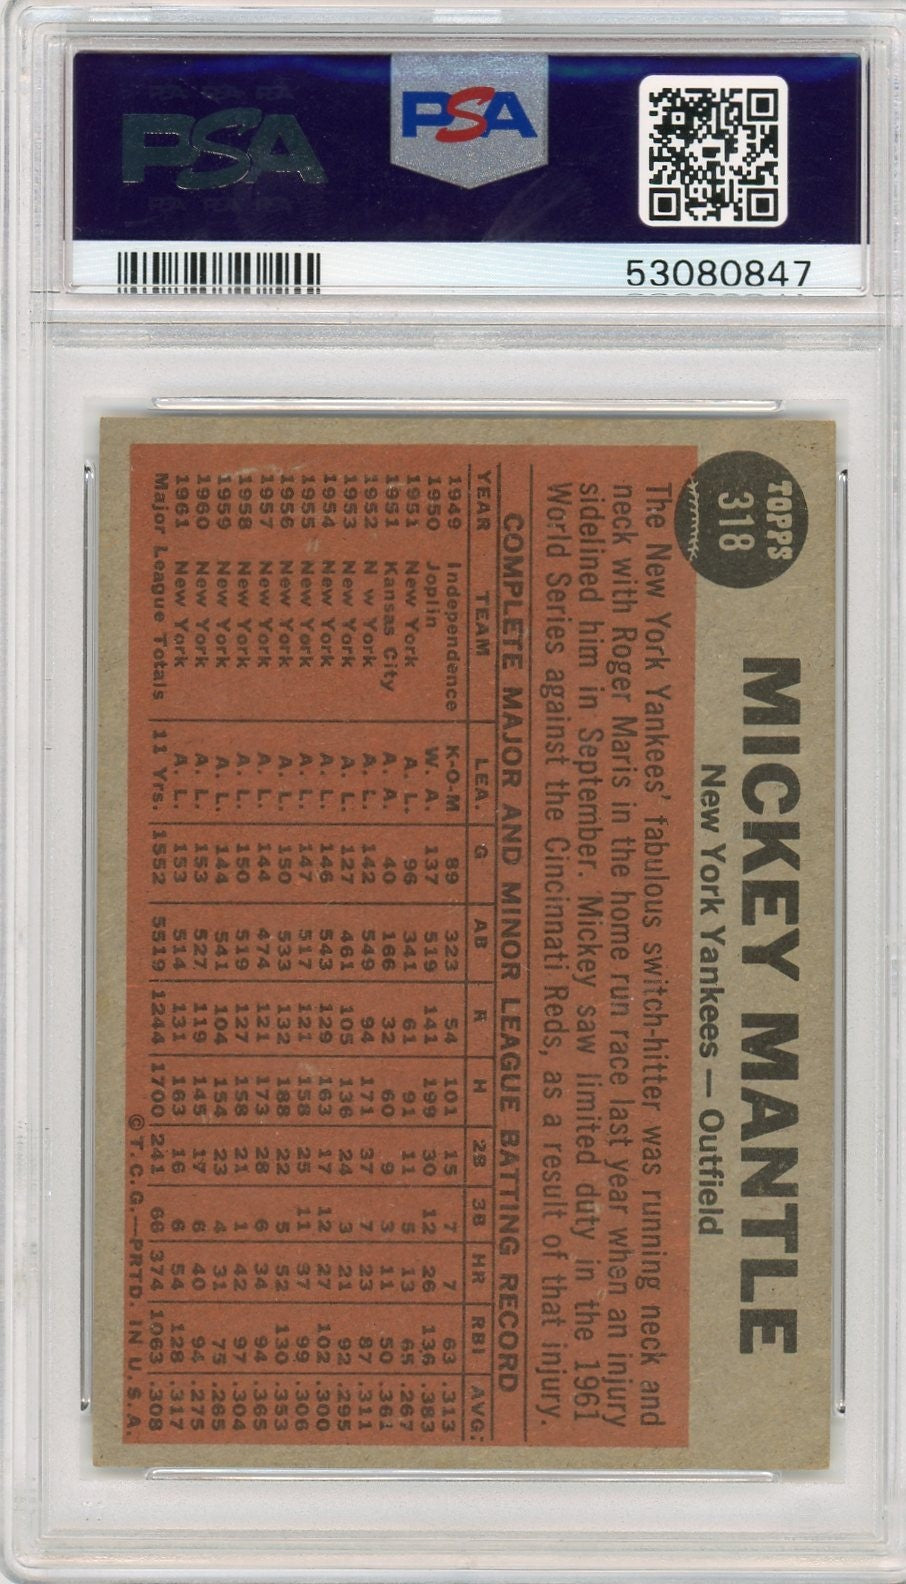 PSA
PSA
53080847
TOPPS
318
MICKEY MANTLE
New York Yankees — Outfield
The New York Yankees' fabulous switch-hitter was running neck and
neck with Roger Maris in the home run race last year when an injury
sidelined him in September. Mickey saw limited duty in the 1961
World Series against the Cincinnati Reds, as a result of that injury.
COMPLETE MAJOR AND MINOR LEAGUE BATTING RECORD
YEAR TEAM LEA. G AB R H 2B 3B HR RBI AVG.
1949 Independence K-O-M 89 323 54 101 15 7 7 63 .313
1950 Joplin W. A. 137 519 141 199 30 12 26 136 .383
1951 New York A. L. 96 341 61 91 11 5 13 65 .267
1951 Kansas City A. A. 40 166 32 60 9 3 11 50 .361
1952 N w York A. L. 142 549 94 171 37 7 23 87 .311
1953 New York A. L. 127 461 105 136 24 3 21 92 .295
1954 New York A. L. 146 543 129 163 17 12 27 102 .300
1955 New York A. L. 147 517 121 158 25 11 37 99 .306
1956 New York A. L. 150 533 132 188 22 5 52 130 .353
1957 New York A. L. 144 474 121 173 28 6 34 94 .365
1958 New York A. L. 150 519 127 158 21 1 42 97 .304
1959 New York A. L. 144 541 104 154 23 4 31 75 .285
1960 New York A. L. 153 527 119 145 17 6 40 94 .275
1961 New York A. L. 153 514 131 163 16 6 54 128 .317
Major League Totals 11 Yrs. 1552 5519 1244 1700 241 66 374 1063 .308
©T.C.G.—PRTD. IN U.S.A.